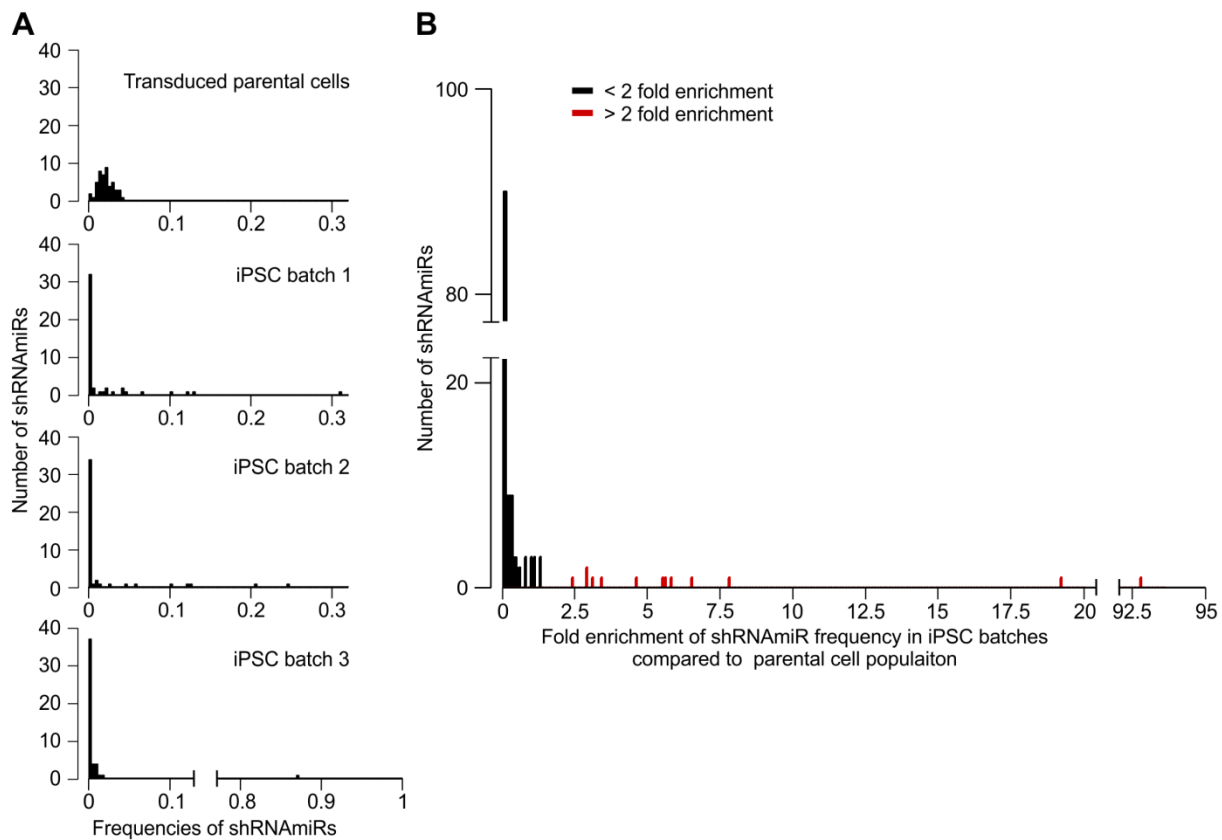 A
40
30
20
10
0
Transduced parental cells
0 0.1 0.2 0.3
40
30
20
10
0
iPSC batch 1
0 0.1 0.2 0.3
Number of shRNAmiRs
40
30
20
10
0
iPSC batch 2
0 0.1 0.2 0.3
40
30
20
10
0
iPSC batch 3
0 0.1 0.8 0.9 1
Frequencies of shRNAmiRs
B
< 2 fold enrichment
> 2 fold enrichment
100
80
20
0
Number of shRNAmiRs
0 2.5 5 7.5 10 12.5 15 17.5 20 92.5 95
Fold enrichment of shRNAmiR frequency in iPSC batches
compared to parental cell populaiton